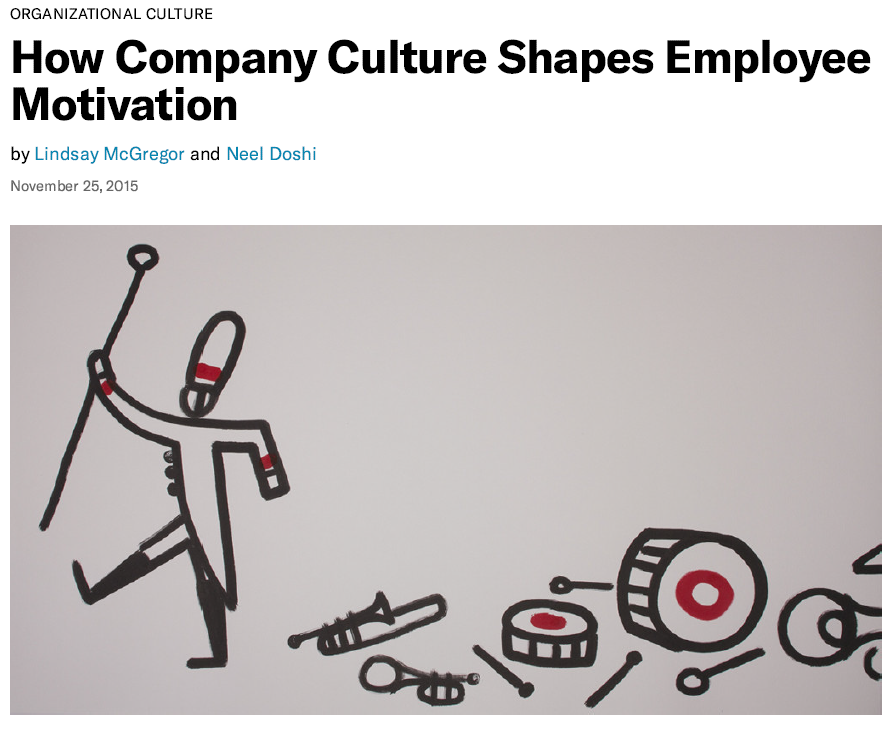 ORGANIZATIONAL CULTURE
How Company Culture Shapes Employee
Motivation
by Lindsay McGregor and Neel Doshi
November 25, 2015